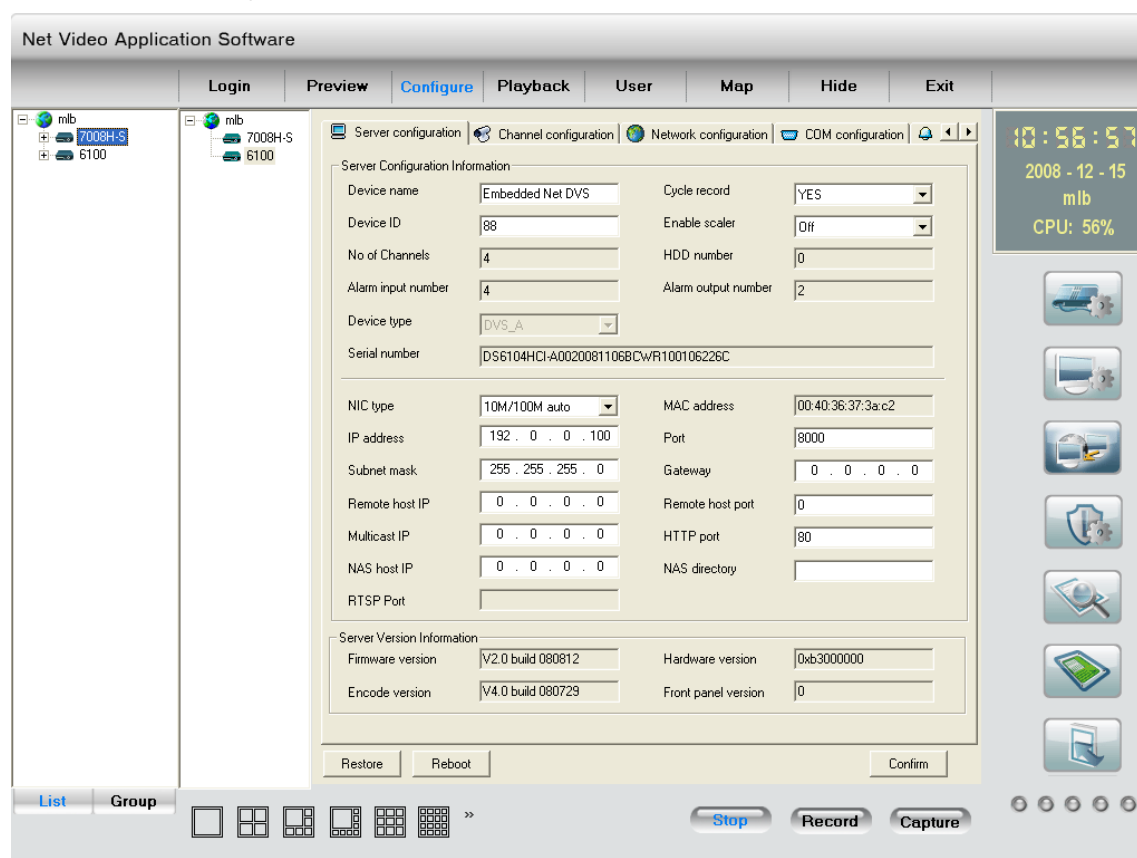 Net Video Application Software
Login Preview Configure Playback User Map Hide Exit
mlb
7008H-S
6100
mlb
7008H-S
6100
Server configuration Channel configuration Network configuration COM configuration
Server Configuration Information
Device name Embedded Net DVS Cycle record YES
Device ID 88 Enable scaler Off
No of Channels 4 HDD number 0
Alarm input number 4 Alarm output number 2
Device type DVS_A
Serial number DS6104HCI-A0020081106BCWR100106226C
NIC type 10M/100M auto MAC address 00:40:36:37:3a:c2
IP address 192 . 0 . 0 . 100 Port 8000
Subnet mask 255 . 255 . 255 . 0 Gateway 0 . 0 . 0 . 0
Remote host IP 0 . 0 . 0 . 0 Remote host port 0
Multicast IP 0 . 0 . 0 . 0 HTTP port 80
NAS host IP 0 . 0 . 0 . 0 NAS directory
RTSP Port
Server Version Information
Firmware version V2.0 build 080812 Hardware version 0xb3000000
Encode version V4.0 build 080729 Front panel version 0
Restore Reboot Confirm
10:56:57
2008 - 12 - 15
mlb
CPU: 56%
List Group
»
Stop Record Capture